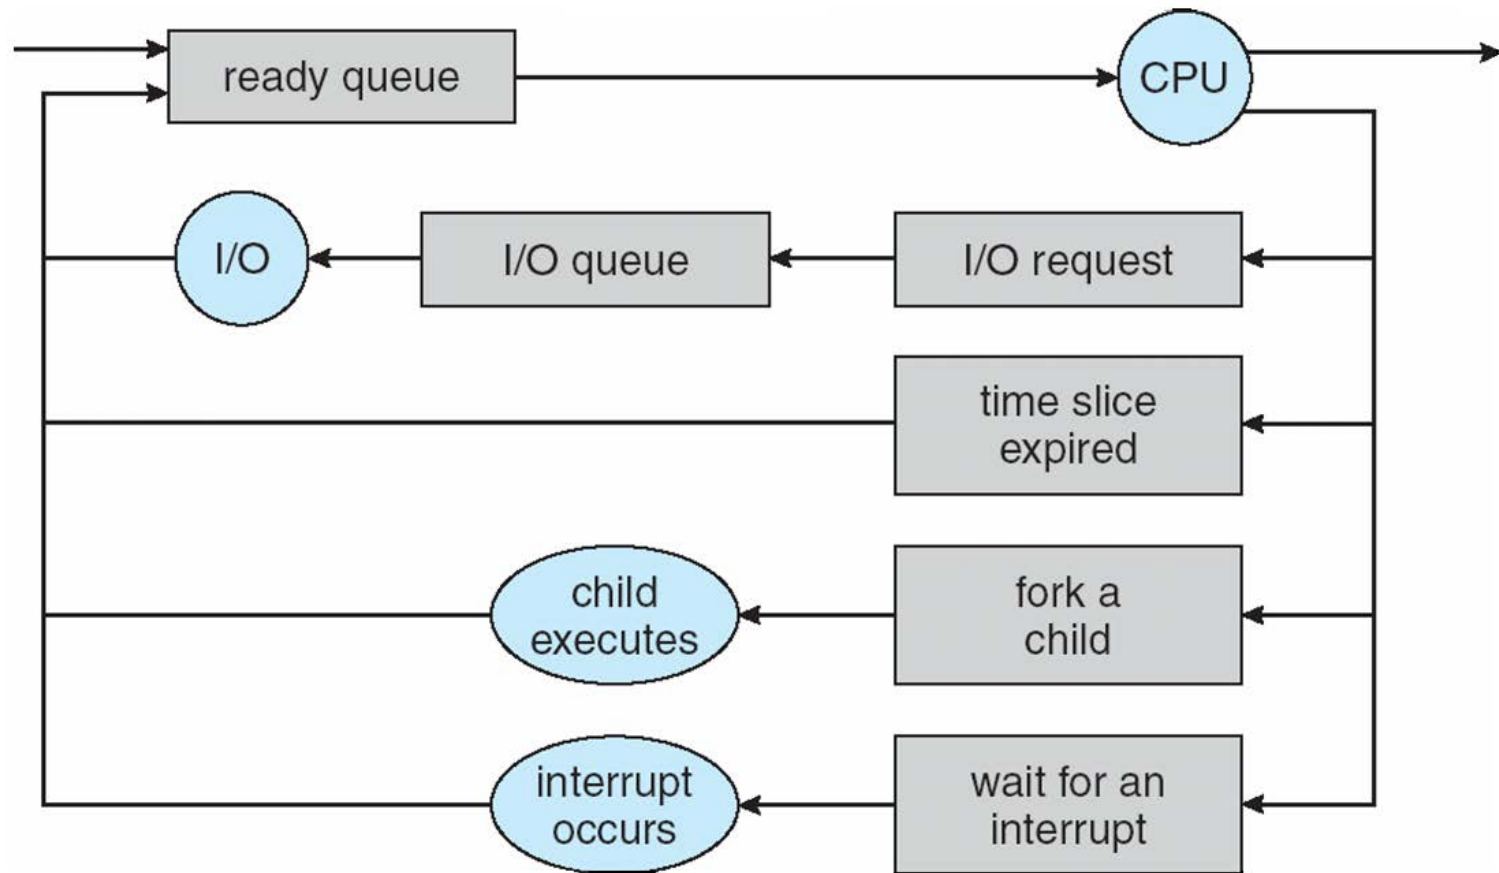 ready queue
CPU
I/O
I/O queue
I/O request
time slice
expired
child
executes
fork a
child
interrupt
occurs
wait for an
interrupt